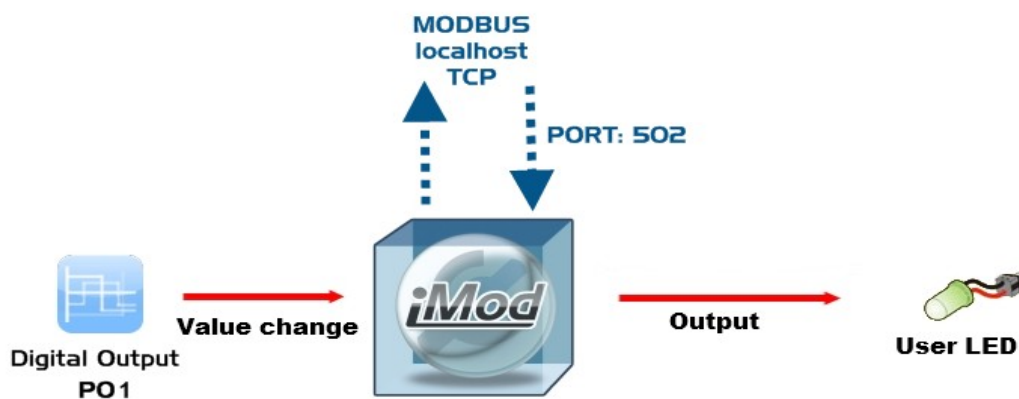 MODBUS
localhost
TCP
PORT: 502
iMod
Value change
Output
Digital Output
PO1
User LED